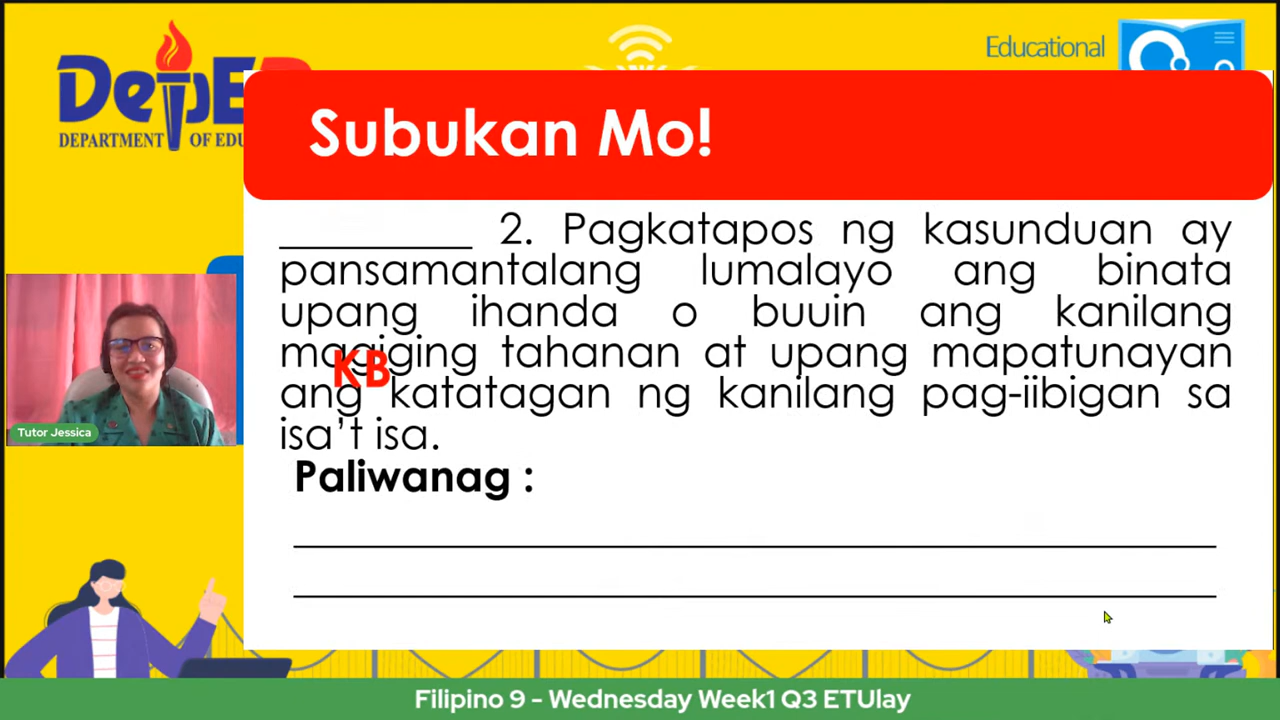 DepED
DEPARTMENT OF EDU
Educational
Subukan Mo!
_________ 2. Pagkatapos ng kasunduan ay
pansamantalang lumalayo ang binata
upang ihanda o buuin ang kanilang
magiging tahanan at upang mapatunayan
KB
ang katatagan ng kanilang pag-iibigan sa
isa't isa.
Paliwanag :
Tutor Jessica
Filipino 9 - Wednesday Week1 Q3 ETUlay